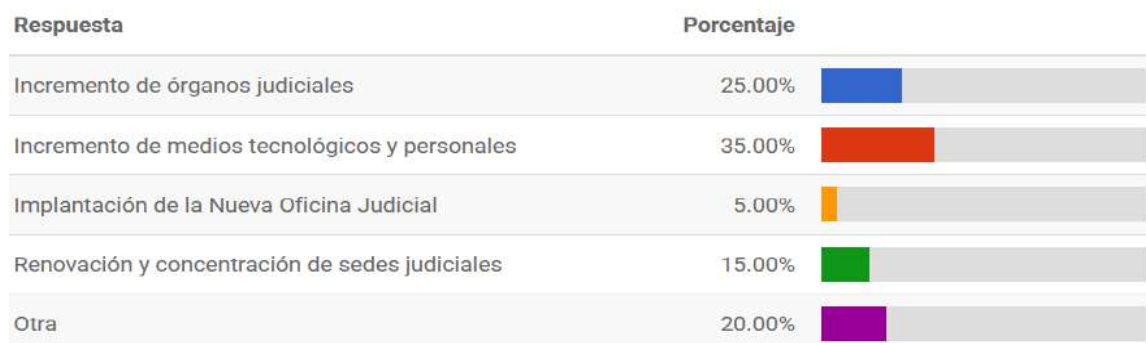 Respuesta Porcentaje
Incremento de órganos judiciales 25.00%
Incremento de medios tecnológicos y personales 35.00%
Implantación de la Nueva Oficina Judicial 5.00%
Renovación y concentración de sedes judiciales 15.00%
Otra 20.00%